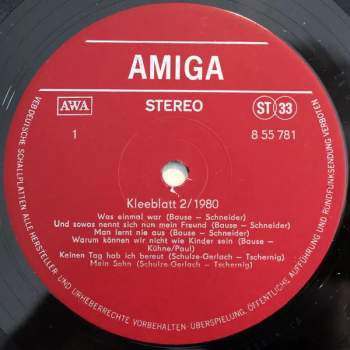 AMIGA
AWA
STEREO
ST 33
1
8 55 781
Kleeblatt 2/1980
Was einmal war (Bause – Schneider)
Und sowas nennt sich nun mein Freund (Bause – Schneider)
Man lernt nie aus (Bause – Schneider)
Warum können wir nicht wie Kinder sein (Bause –
Kühne/Paul)
Keinen Tag hab ich bereut (Schulze-Gerlach – Tschernig)
Mein Sohn (Schulze-Gerlach – Tschernig)
VEB DEUTSCHE SCHALLPLATTEN ALLE HERSTELLER- UND URHEBERRECHTE VORBEHALTEN ÜBERSPIELUNG, ÖFFENTLICHE AUFFÜHRUNG UND RUNDFUNKSENDUNG VERBOTEN